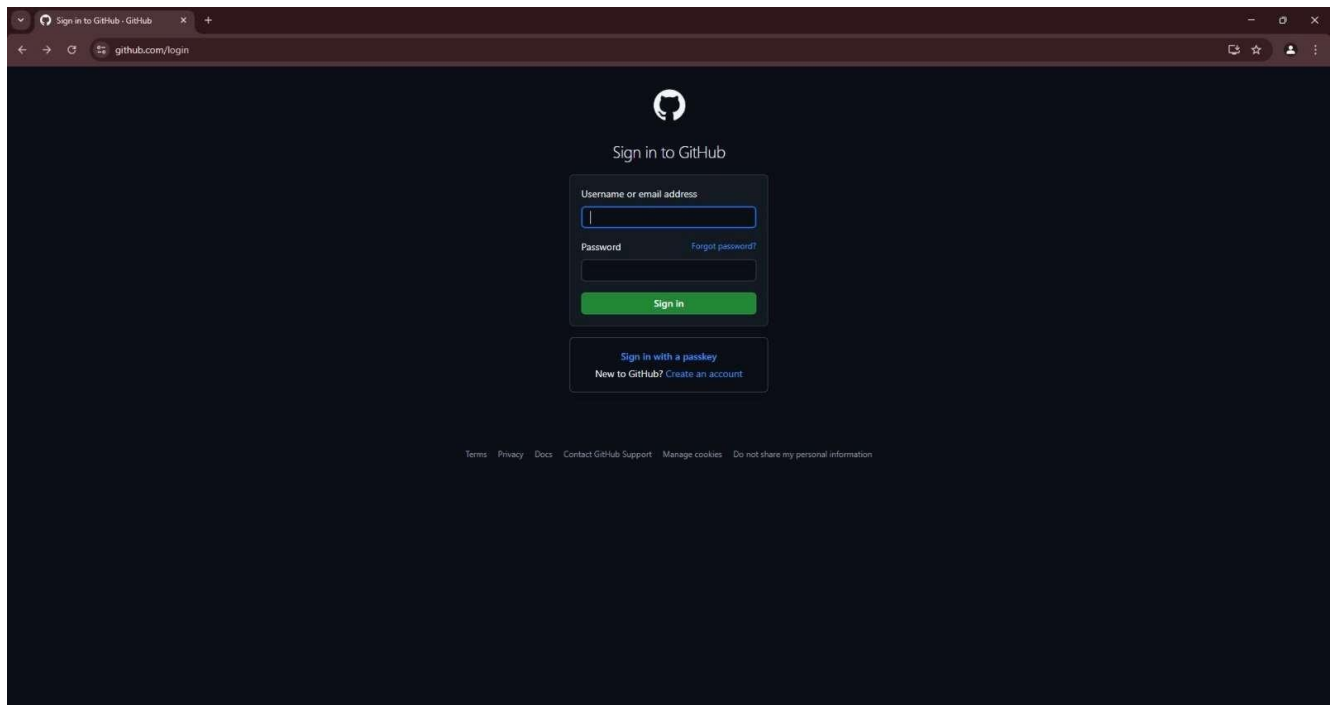 Sign in to GitHub · GitHub
github.com/login
Sign in to GitHub
Username or email address
Password Forgot password?
Sign in
Sign in with a passkey
New to GitHub? Create an account
Terms Privacy Docs Contact GitHub Support Manage cookies Do not share my personal information